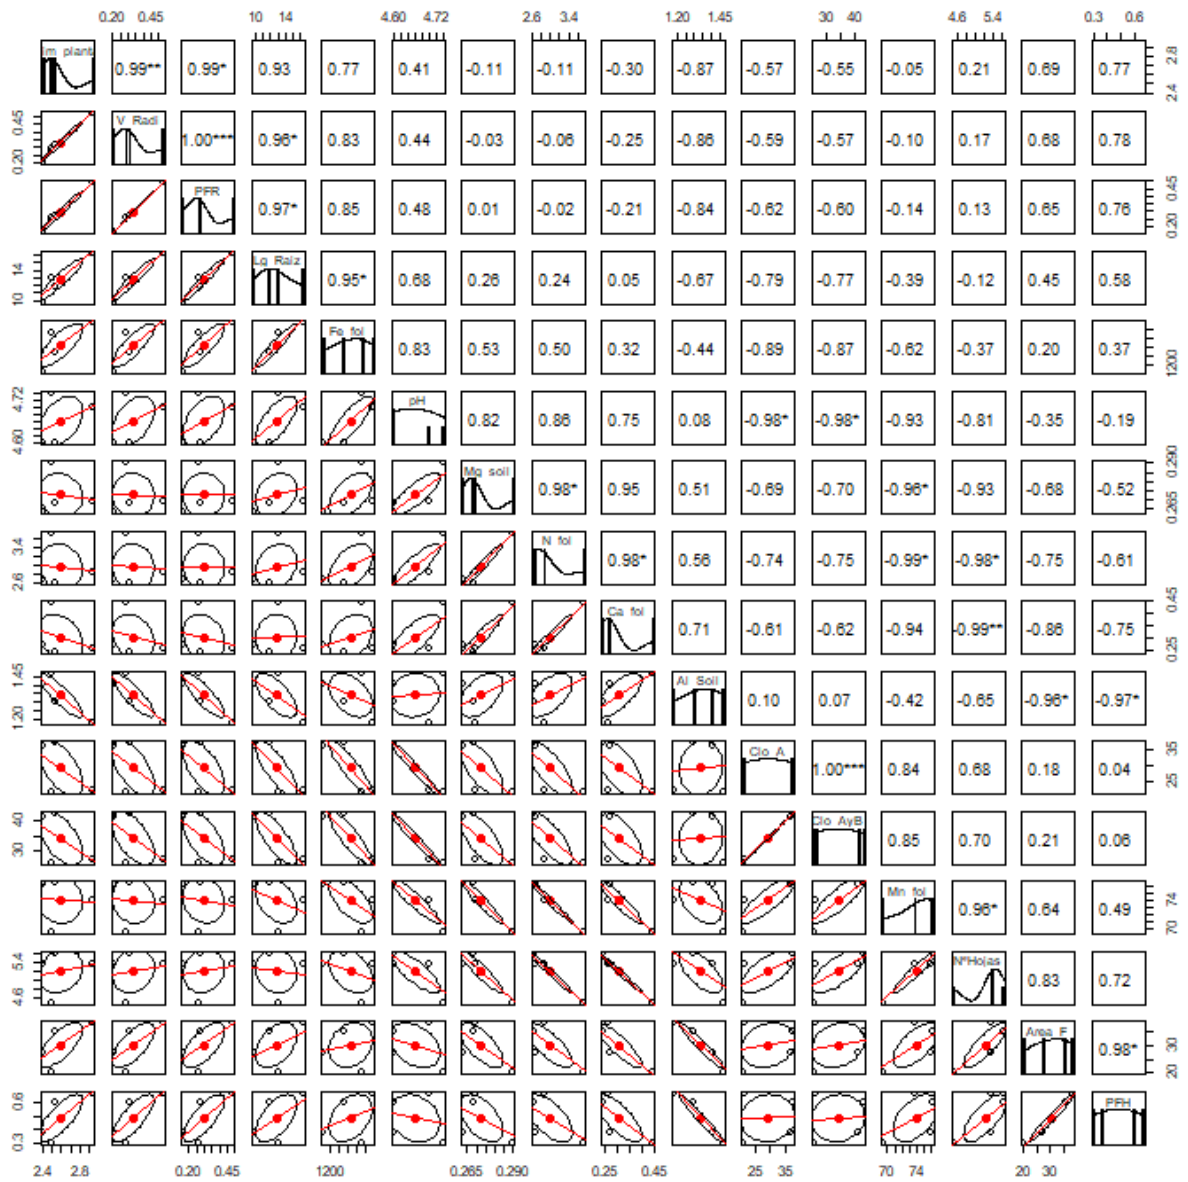 0.20 0.45 10 14 4.60 4.72 2.6 3.4 1.20 1.45 30 40 4.6 5.4 0.3 0.6
Im plant 0.99** 0.99* 0.93 0.77 0.41 -0.11 -0.11 -0.30 -0.87 -0.57 -0.55 -0.05 0.21 0.69 0.77 2.4 2.8
0.20 0.45 V Radi 1.00*** 0.96* 0.83 0.44 -0.03 -0.06 -0.25 -0.86 -0.59 -0.57 -0.10 0.17 0.68 0.78
PFR 0.97* 0.85 0.48 0.01 -0.02 -0.21 -0.84 -0.62 -0.60 -0.14 0.13 0.65 0.76 0.20 0.45
10 14 Lg Raiz 0.95* 0.68 0.26 0.24 0.05 -0.67 -0.79 -0.77 -0.39 -0.12 0.45 0.58
Fe fol 0.83 0.53 0.50 0.32 -0.44 -0.89 -0.87 -0.62 -0.37 0.20 0.37 1200
4.60 4.72 pH 0.82 0.86 0.75 0.08 -0.98* -0.98* -0.93 -0.81 -0.35 -0.19
Mg soil 0.98* 0.95 0.51 -0.69 -0.70 -0.96* -0.93 -0.68 -0.52 0.265 0.290
2.6 3.4 N fol 0.98* 0.56 -0.74 -0.75 -0.99* -0.98* -0.75 -0.61
Ca fol 0.71 -0.61 -0.62 -0.94 -0.99** -0.86 -0.75 0.25 0.45
1.20 1.45 Al Soil 0.10 0.07 -0.42 -0.65 -0.96* -0.97*
Clo A 1.00*** 0.84 0.68 0.18 0.04 25 35
30 40 Clo AyB 0.85 0.70 0.21 0.06
Mn fol 0.96* 0.64 0.49 70 74
4.6 5.4 NºHojas 0.83 0.72
Area F 0.98* 20 30
0.3 0.6 PFH
2.4 2.8 0.20 0.45 1200 0.265 0.290 0.25 0.45 25 35 70 74 20 30